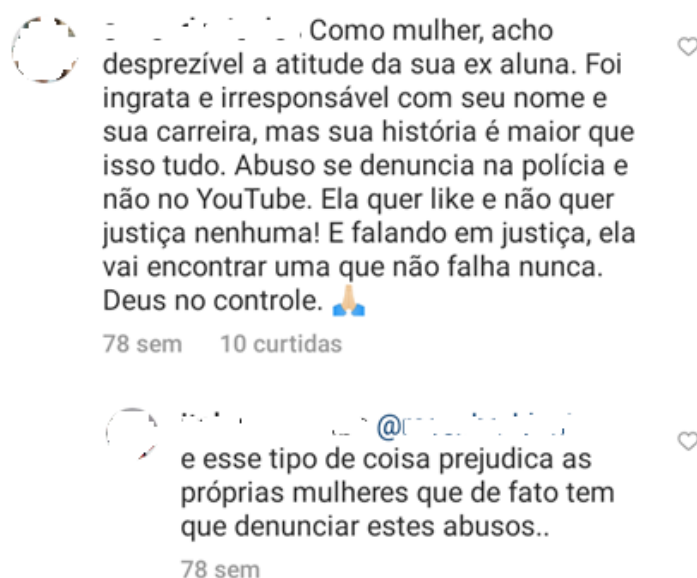 Como mulher, acho
desprezível a atitude da sua ex aluna. Foi
ingrata e irresponsável com seu nome e
sua carreira, mas sua história é maior que
isso tudo. Abuso se denuncia na polícia e
não no YouTube. Ela quer like e não quer
justiça nenhuma! E falando em justiça, ela
vai encontrar uma que não falha nunca.
Deus no controle. 🙏🏼
78 sem 10 curtidas
@
e esse tipo de coisa prejudica as
próprias mulheres que de fato tem
que denunciar estes abusos..
78 sem